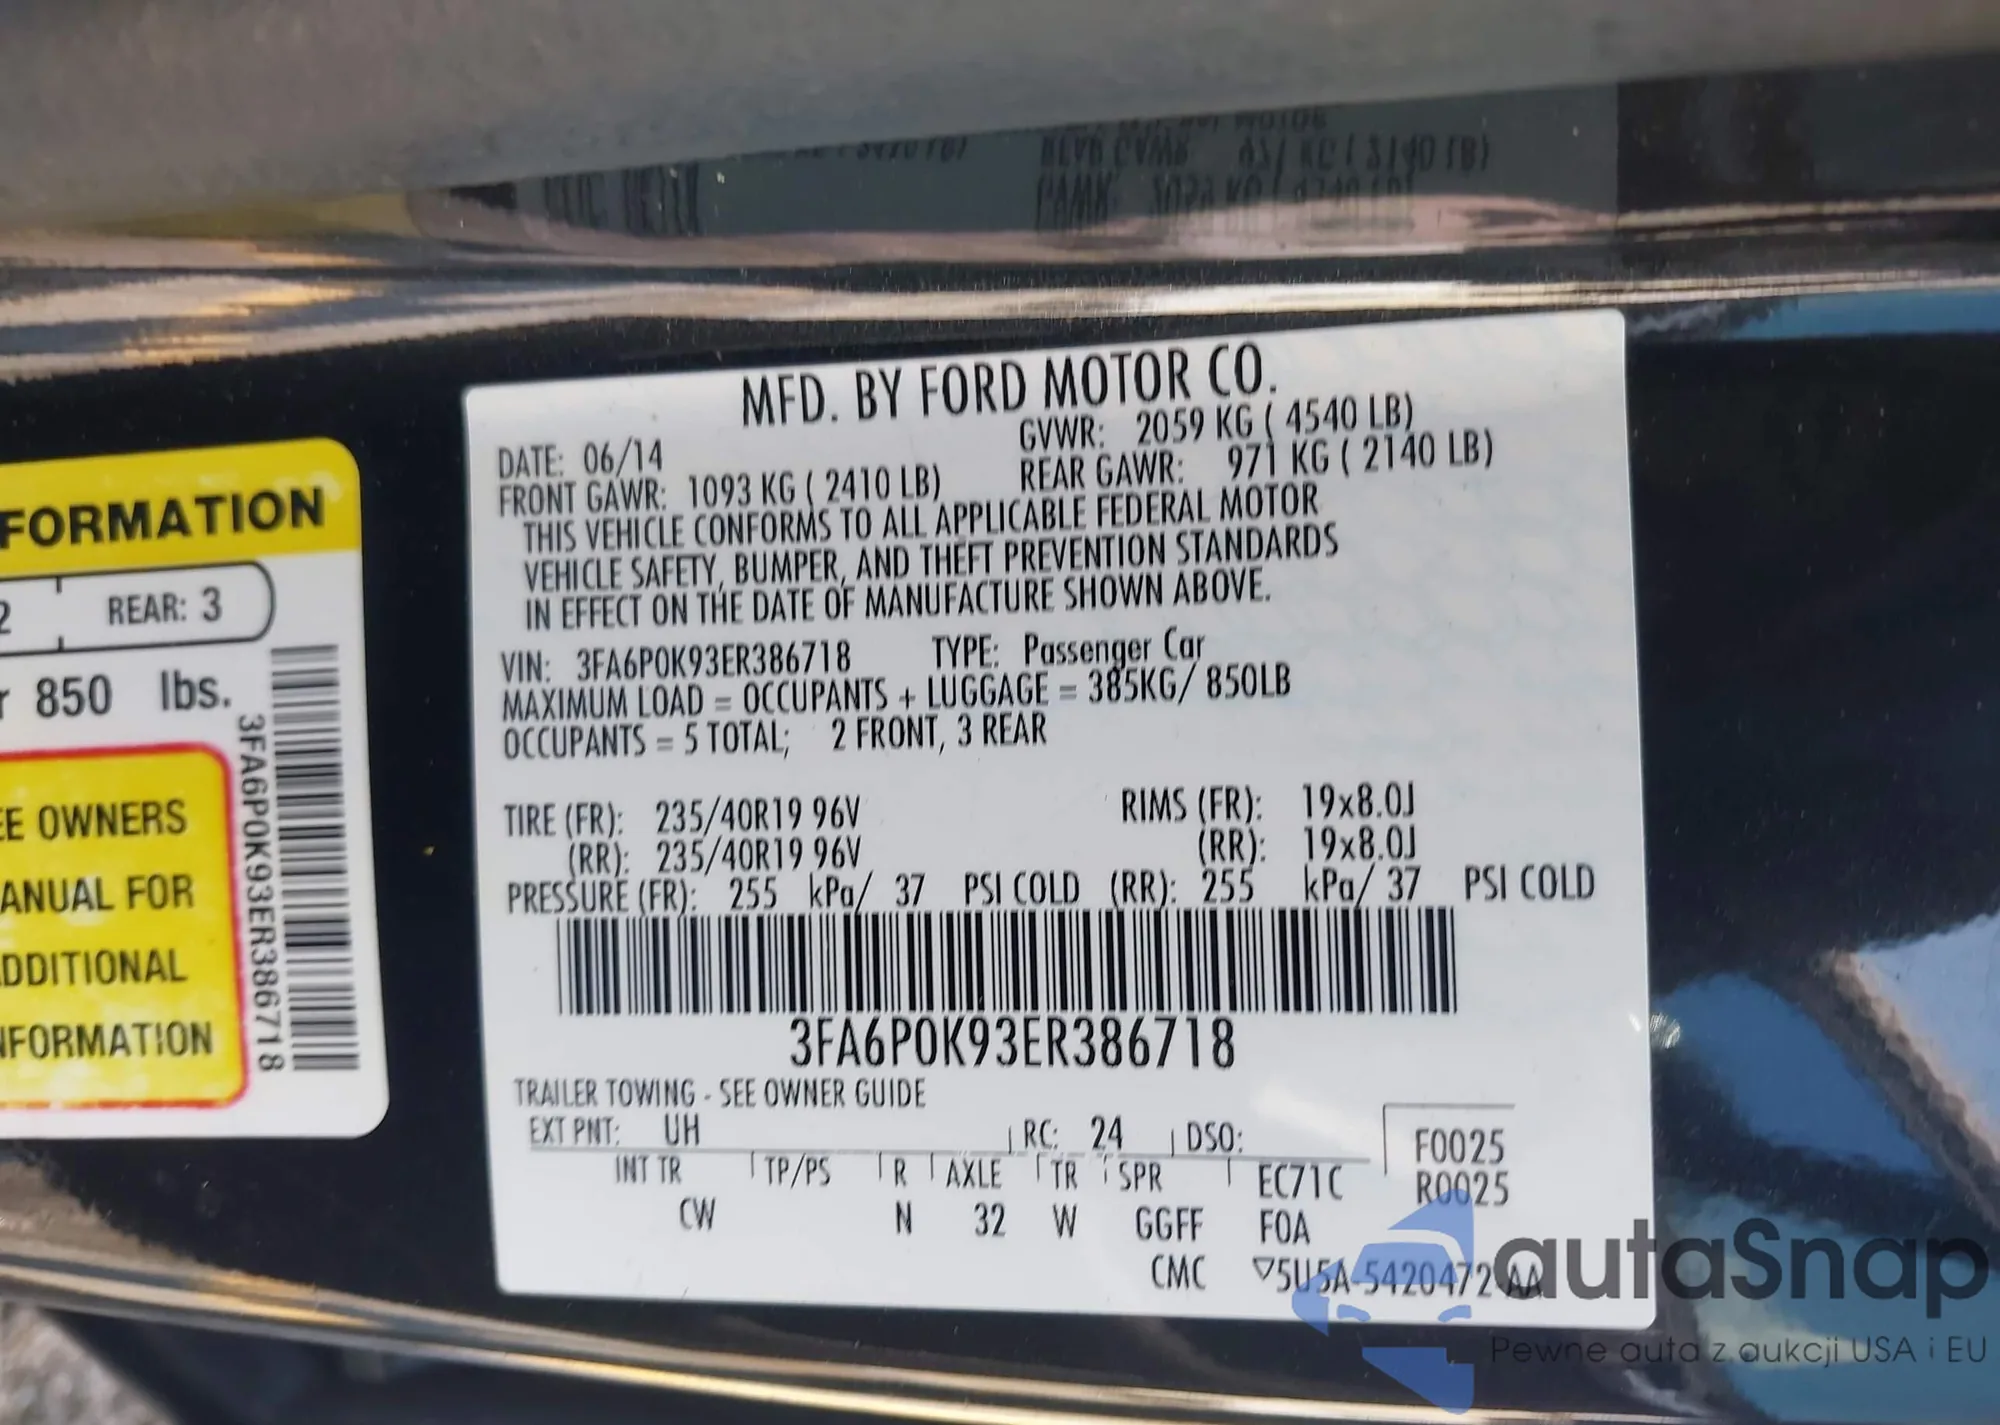 MFD. BY FORD MOTOR CO.
DATE: 06/14 GVWR: 2059 KG ( 4540 LB)
FRONT GAWR: 1093 KG ( 2410 LB) REAR GAWR: 971 KG ( 2140 LB)
THIS VEHICLE CONFORMS TO ALL APPLICABLE FEDERAL MOTOR
VEHICLE SAFETY, BUMPER, AND THEFT PREVENTION STANDARDS
IN EFFECT ON THE DATE OF MANUFACTURE SHOWN ABOVE.
VIN: 3FA6P0K93ER386718 TYPE: Passenger Car
MAXIMUM LOAD = OCCUPANTS + LUGGAGE = 385KG/ 850LB
OCCUPANTS = 5 TOTAL; 2 FRONT, 3 REAR
TIRE (FR): 235/40R19 96V RIMS (FR): 19x8.0J
(RR): 235/40R19 96V (RR): 19x8.0J
PRESSURE (FR): 255 kPa/ 37 PSI COLD (RR): 255 kPa/ 37 PSI COLD
3FA6P0K93ER386718
TRAILER TOWING - SEE OWNER GUIDE
EXT PNT: UH RC: 24 DSO: F0025
INT TR TP/PS R AXLE TR SPR EC71C R0025
CW N 32 W GGFF F0A
CMC ▽5U5A-5420472-AA
FORMATION
2 REAR: 3
850 lbs.
3FA6P0K93ER386718
EE OWNERS
ANUAL FOR
DDITIONAL
NFORMATION
autaSnap
Pewne auta z aukcji USA i EU